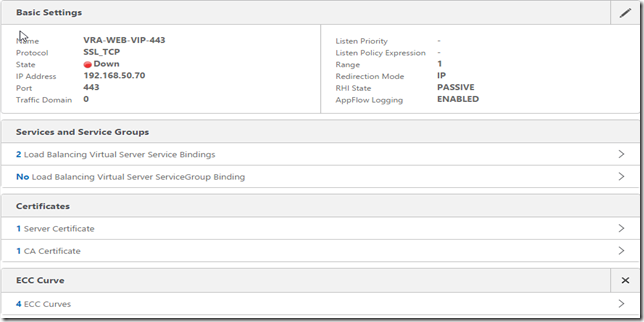 Basic Settings
Name VRA-WEB-VIP-443
Protocol SSL_TCP
State Down
IP Address 192.168.50.70
Port 443
Traffic Domain 0
Listen Priority -
Listen Policy Expression -
Range 1
Redirection Mode IP
RHI State PASSIVE
AppFlow Logging ENABLED
Services and Service Groups
2 Load Balancing Virtual Server Service Bindings
No Load Balancing Virtual Server ServiceGroup Binding
Certificates
1 Server Certificate
1 CA Certificate
ECC Curve
4 ECC Curves